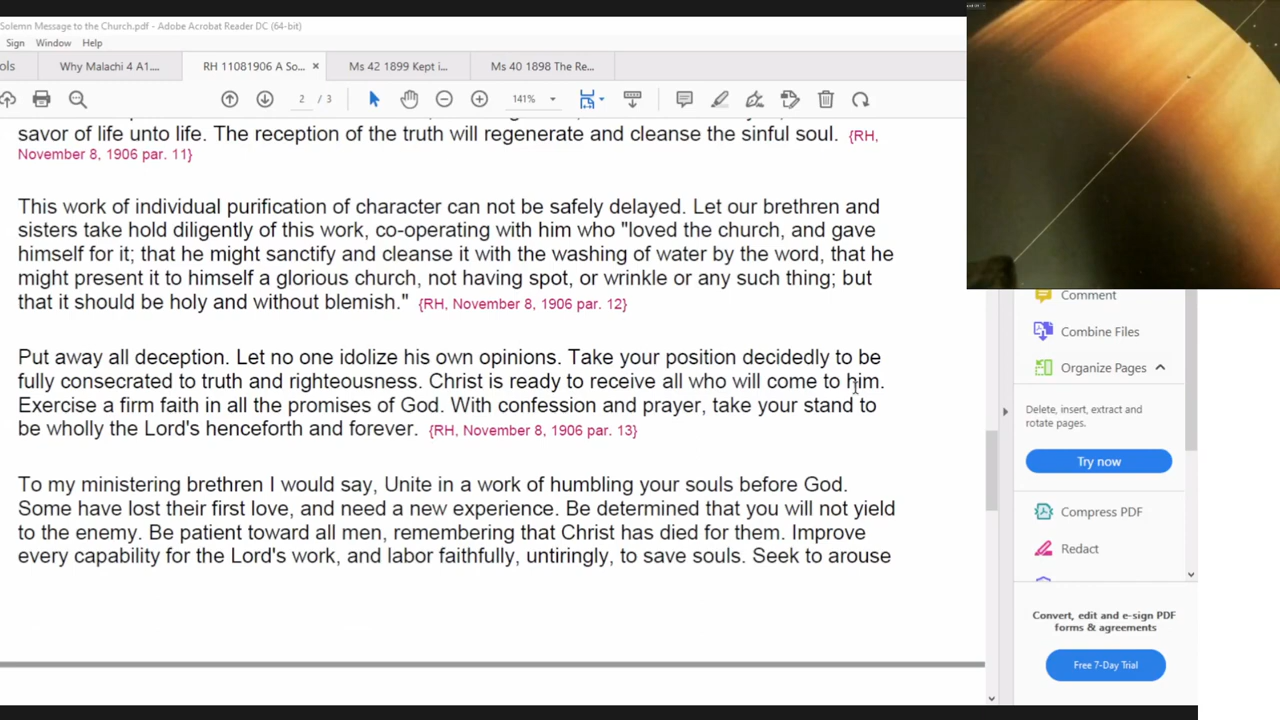 Solemn Message to the Church.pdf - Adobe Acrobat Reader DC (64-bit)
Sign Window Help
ols Why Malachi 4 A1.... RH 11081906 A So... × Ms 42 1899 Kept i... Ms 40 1898 The Re...
2 / 3 141%
savor of life unto life. The reception of the truth will regenerate and cleanse the sinful soul. {RH,
November 8, 1906 par. 11}
This work of individual purification of character can not be safely delayed. Let our brethren and
sisters take hold diligently of this work, co-operating with him who "loved the church, and gave
himself for it; that he might sanctify and cleanse it with the washing of water by the word, that he
might present it to himself a glorious church, not having spot, or wrinkle or any such thing; but
that it should be holy and without blemish." {RH, November 8, 1906 par. 12}
Put away all deception. Let no one idolize his own opinions. Take your position decidedly to be
fully consecrated to truth and righteousness. Christ is ready to receive all who will come to him.
Exercise a firm faith in all the promises of God. With confession and prayer, take your stand to
be wholly the Lord's henceforth and forever. {RH, November 8, 1906 par. 13}
To my ministering brethren I would say, Unite in a work of humbling your souls before God.
Some have lost their first love, and need a new experience. Be determined that you will not yield
to the enemy. Be patient toward all men, remembering that Christ has died for them. Improve
every capability for the Lord's work, and labor faithfully, untiringly, to save souls. Seek to arouse
Comment
Combine Files
Organize Pages
Delete, insert, extract and
rotate pages.
Try now
Compress PDF
Redact
Convert, edit and e-sign PDF
forms & agreements
Free 7-Day Trial